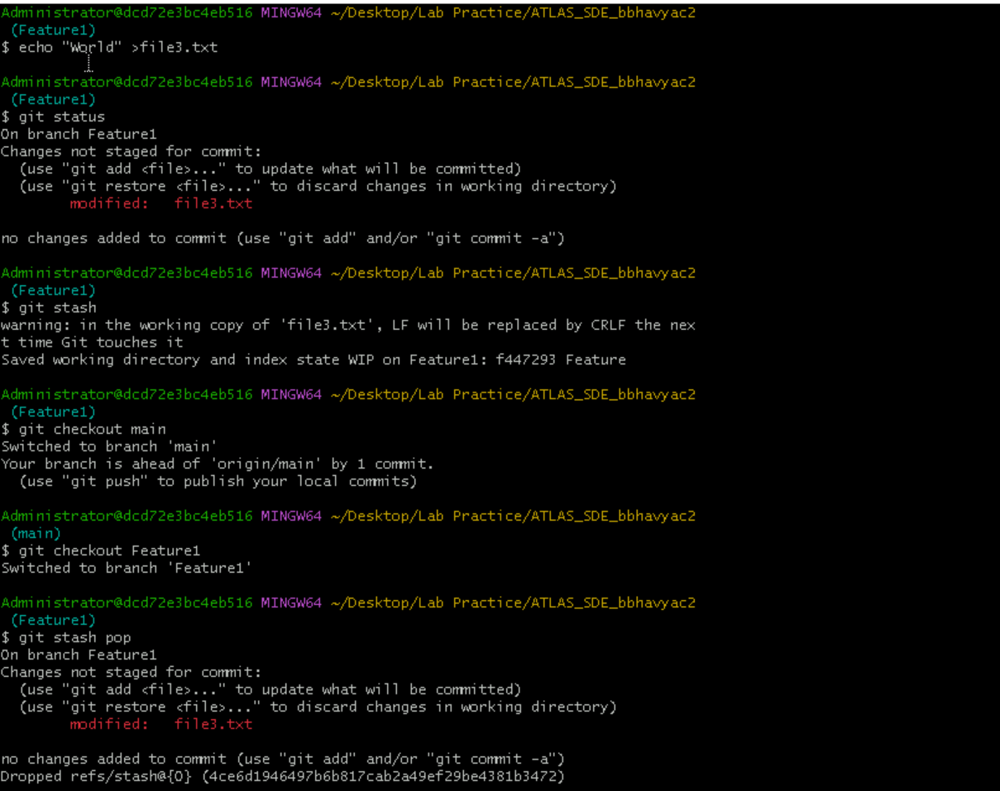 Administrator@dcd72e3bc4eb516 MINGW64 ~/Desktop/Lab Practice/ATLAS_SDE_bbhavyac2
(Feature1)
$ echo "World" >file3.txt
Administrator@dcd72e3bc4eb516 MINGW64 ~/Desktop/Lab Practice/ATLAS_SDE_bbhavyac2
(Feature1)
$ git status
On branch Feature1
Changes not staged for commit:
(use "git add <file>..." to update what will be committed)
(use "git restore <file>..." to discard changes in working directory)
modified: file3.txt
no changes added to commit (use "git add" and/or "git commit -a")
Administrator@dcd72e3bc4eb516 MINGW64 ~/Desktop/Lab Practice/ATLAS_SDE_bbhavyac2
(Feature1)
$ git stash
warning: in the working copy of 'file3.txt', LF will be replaced by CRLF the nex
t time Git touches it
Saved working directory and index state WIP on Feature1: f447293 Feature
Administrator@dcd72e3bc4eb516 MINGW64 ~/Desktop/Lab Practice/ATLAS_SDE_bbhavyac2
(Feature1)
$ git checkout main
Switched to branch 'main'
Your branch is ahead of 'origin/main' by 1 commit.
(use "git push" to publish your local commits)
Administrator@dcd72e3bc4eb516 MINGW64 ~/Desktop/Lab Practice/ATLAS_SDE_bbhavyac2
(main)
$ git checkout Feature1
Switched to branch 'Feature1'
Administrator@dcd72e3bc4eb516 MINGW64 ~/Desktop/Lab Practice/ATLAS_SDE_bbhavyac2
(Feature1)
$ git stash pop
On branch Feature1
Changes not staged for commit:
(use "git add <file>..." to update what will be committed)
(use "git restore <file>..." to discard changes in working directory)
modified: file3.txt
no changes added to commit (use "git add" and/or "git commit -a")
Dropped refs/stash@{0} (4ce6d1946497b6b817cab2a49ef29be4381b3472)